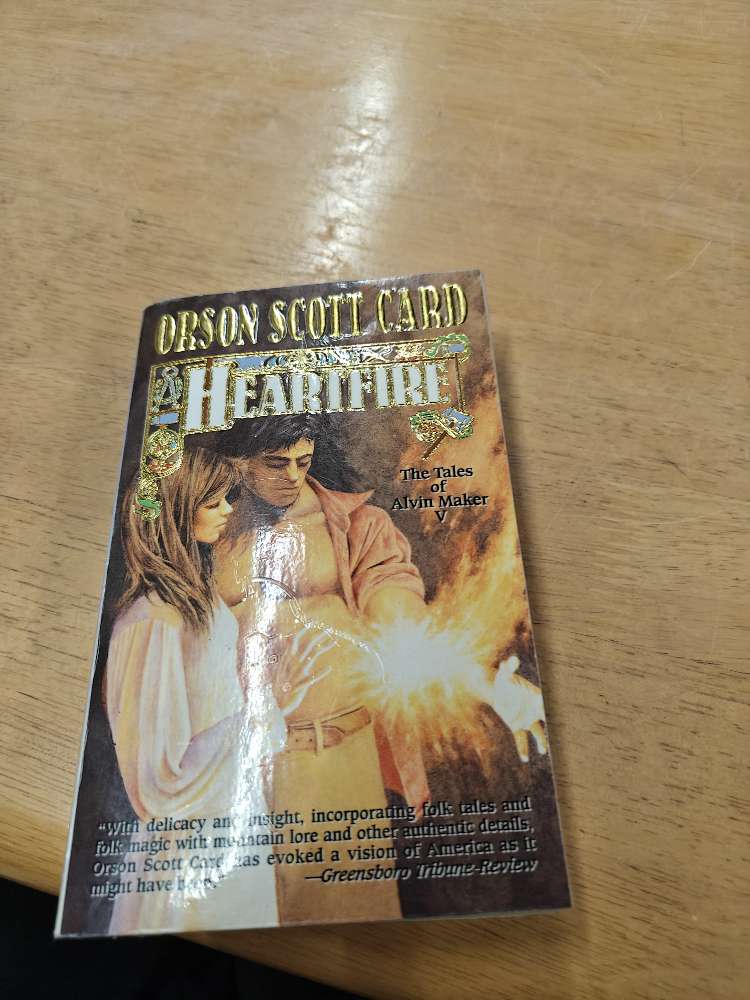 ORSON SCOTT CARD
HEARTFIRE
The Tales
of
Alvin Maker
V
"With delicacy and insight, incorporating folk tales and
folk magic with mountain lore and other authentic details,
Orson Scott Card has evoked a vision of America as it
might have been."
—Greensboro Tribune-Review